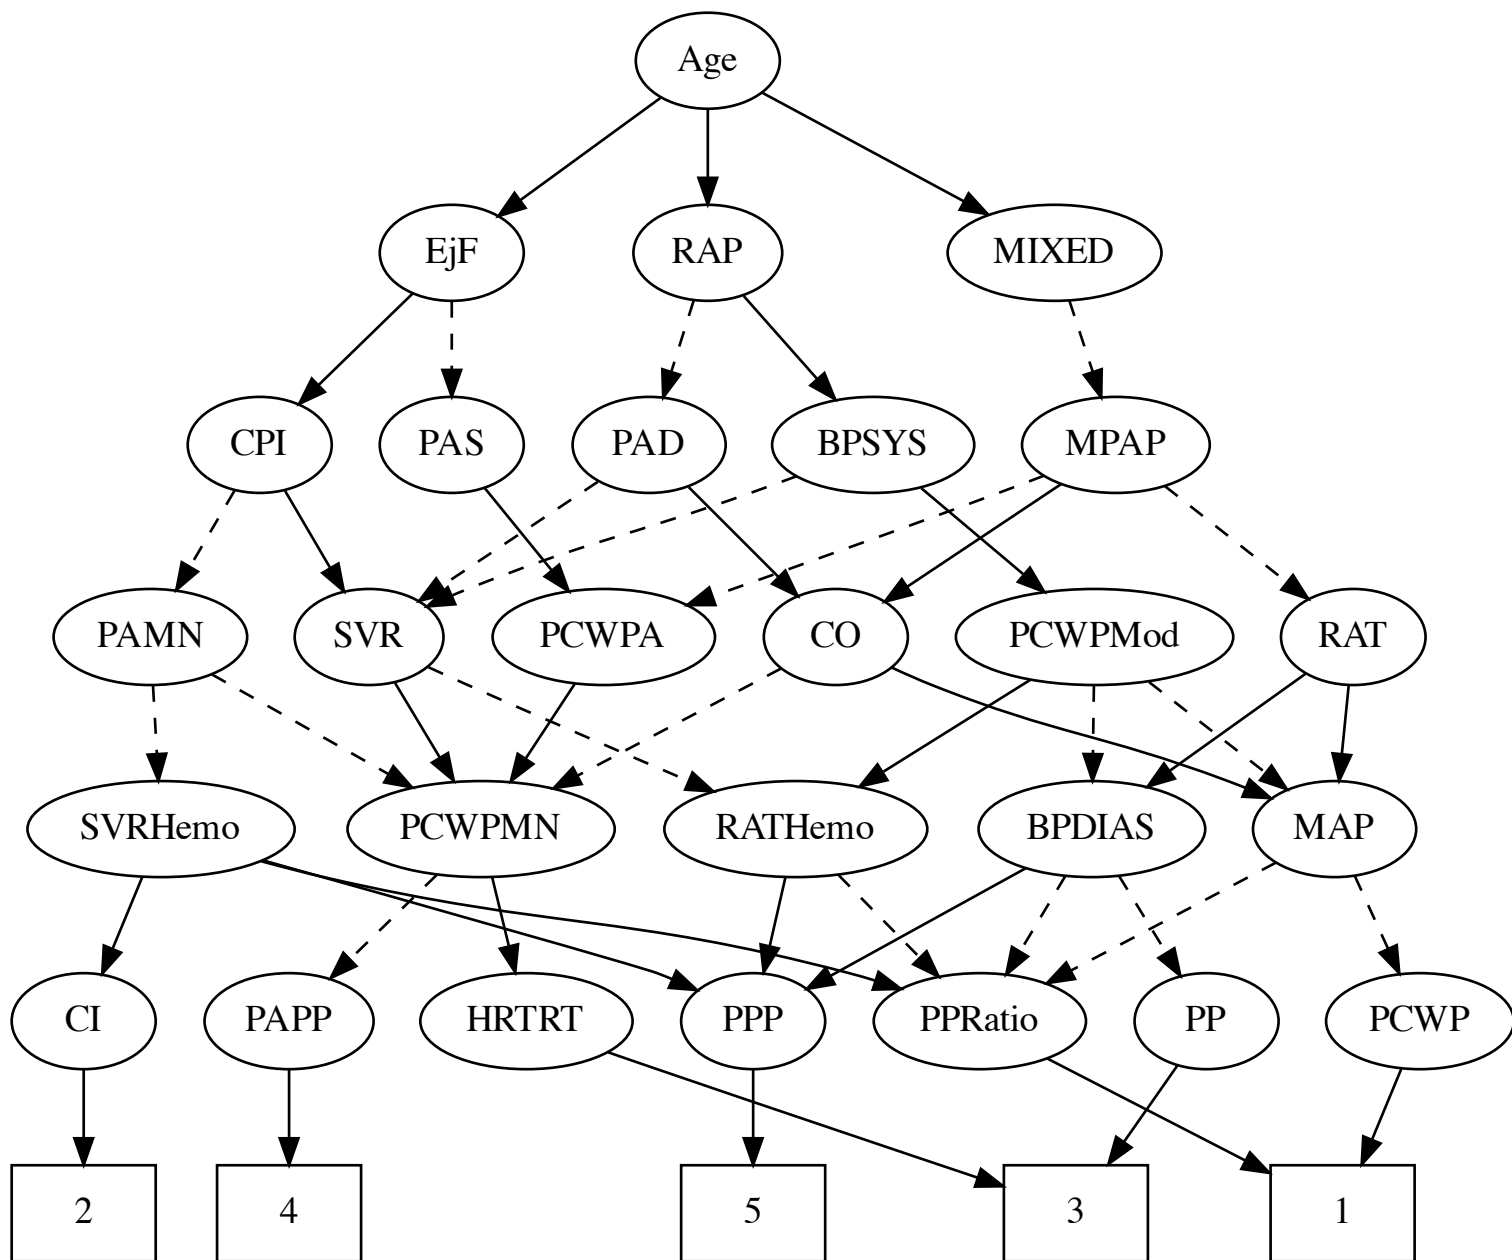 Age
EjF RAP MIXED
CPI PAS PAD BPSYS MPAP
PAMN SVR PCWPA CO PCWPMod RAT
SVRHemo PCWPMN RATHemo BPDIAS MAP
CI PAPP HRTRT PPP PPRatio PP PCWP
2 4 5 3 1